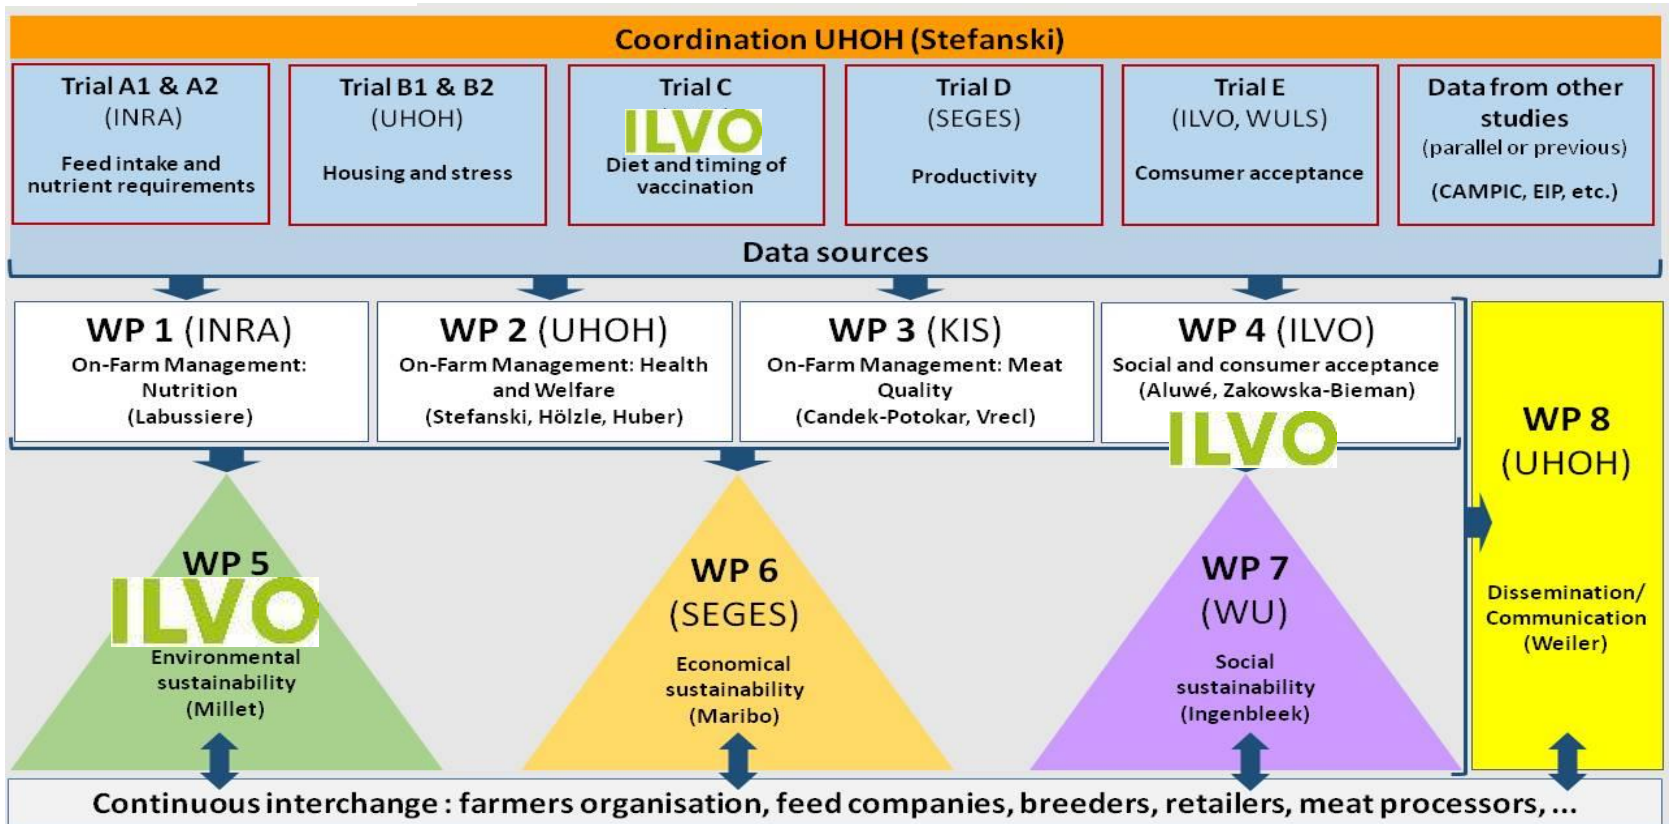 Coordination UHOH (Stefanski)
Trial A1 & A2
(INRA)
Feed intake and
nutrient requirements
Trial B1 & B2
(UHOH)
Housing and stress
Trial C
ILVO
Diet and timing of
vaccination
Trial D
(SEGES)
Productivity
Trial E
(ILVO, WULS)
Comsumer acceptance
Data from other
studies
(parallel or previous)
(CAMPIC, EIP, etc.)
Data sources
WP 1 (INRA)
On-Farm Management:
Nutrition
(Labussiere)
WP 2 (UHOH)
On-Farm Management: Health
and Welfare
(Stefanski, Hölzle, Huber)
WP 3 (KIS)
On-Farm Management: Meat
Quality
(Candek-Potokar, Vrecl)
WP 4 (ILVO)
Social and consumer acceptance
(Aluwé, Zakowska-Bieman)
ILVO
WP 5
ILVO
Environmental
sustainability
(Millet)
WP 6
(SEGES)
Economical
sustainability
(Maribo)
WP 7
(WU)
Social
sustainability
(Ingenbleek)
WP 8
(UHOH)
Dissemination/
Communication
(Weiler)
Continuous interchange : farmers organisation, feed companies, breeders, retailers, meat processors, ...